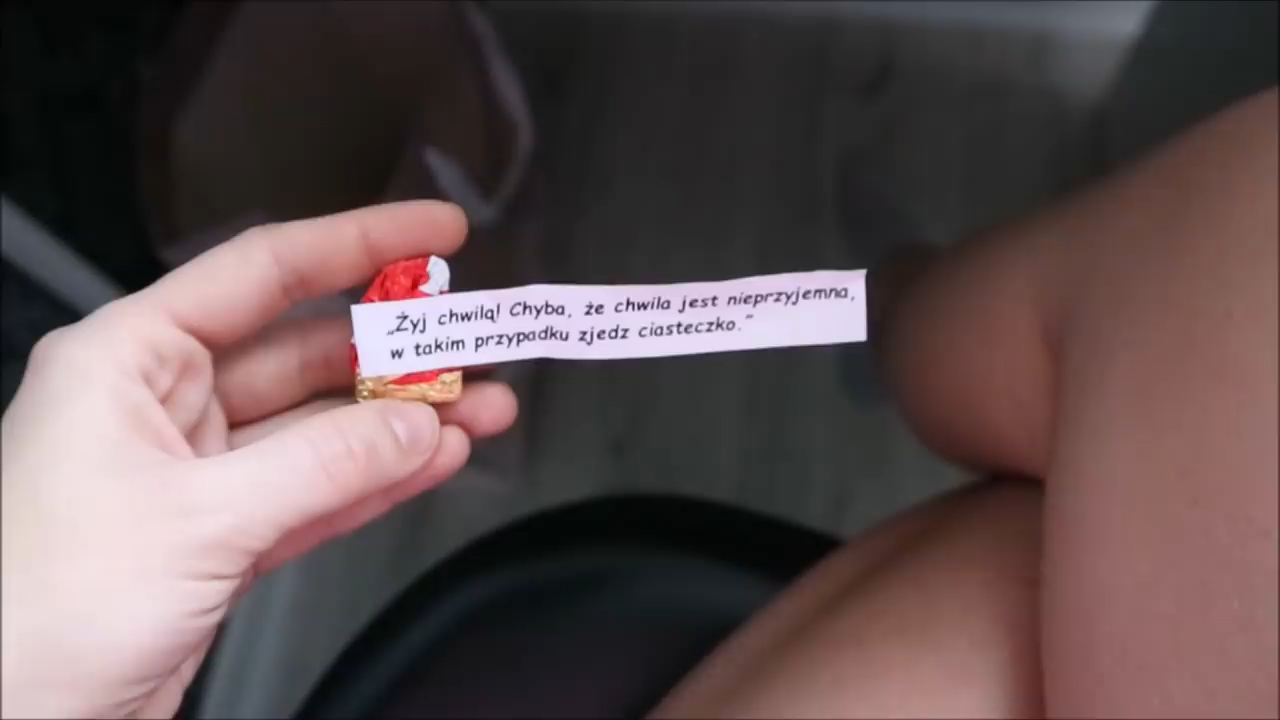 „Żyj chwilą! Chyba, że chwila jest nieprzyjemna,
w takim przypadku zjedz ciasteczko.”